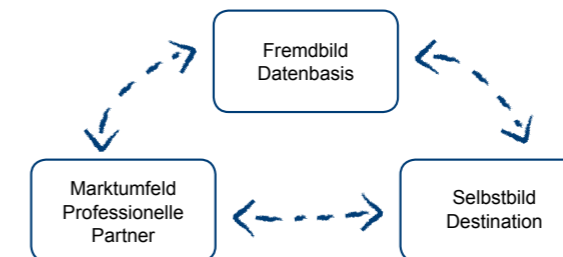 Fremdbild
Datenbasis
Marktumfeld
Professionelle
Partner
Selbstbild
Destination